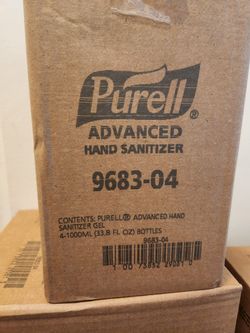 Purell®
ADVANCED
HAND SANITIZER
9683-04
CONTENTS: PURELL® ADVANCED HAND
SANITIZER GEL
4-1000ML (33.8 FL OZ) BOTTLES
9683-04